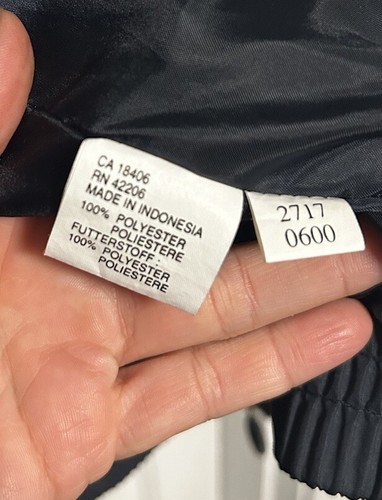 CA 18406
RN 42206
MADE IN INDONESIA
100% POLYESTER
POLIESTERE
FUTTERSTOFF :
100% POLYESTER
POLIESTERE
2717
0600